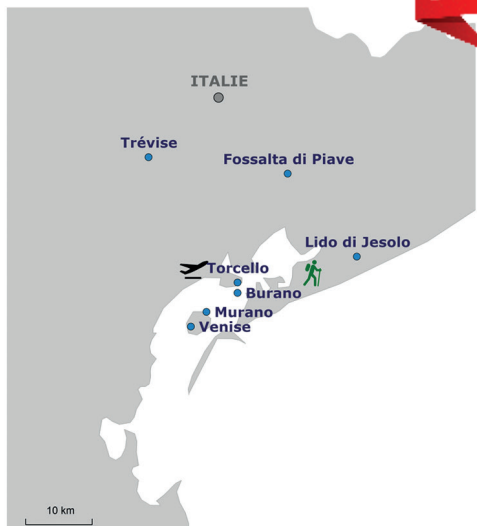 ITALIE
Trévise
Fossalta di Piave
Lido di Jesolo
Torcello
Burano
Murano
Venise
10 km